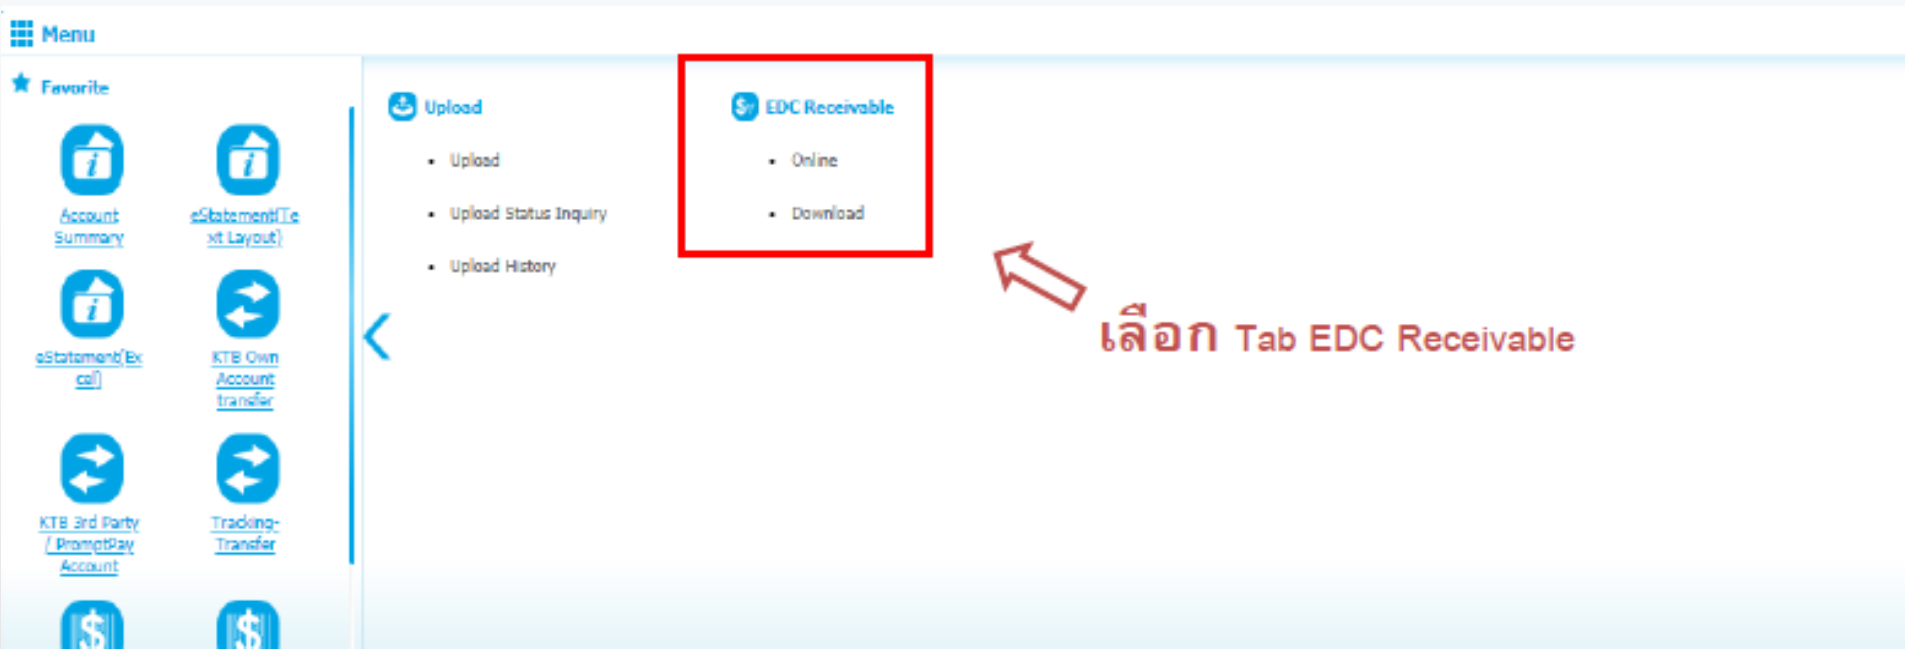 Menu
Favorite
Account
Summary
eStatement(Te
xt Layout)
eStatement(Ex
cel)
KTB Own
Account
transfer
KTB 3rd Party
/ PromptPay
Account
Tracking-
Transfer
Upload
• Upload
• Upload Status Inquiry
• Upload History
EDC Receivable
• Online
• Download
เลือก Tab EDC Receivable